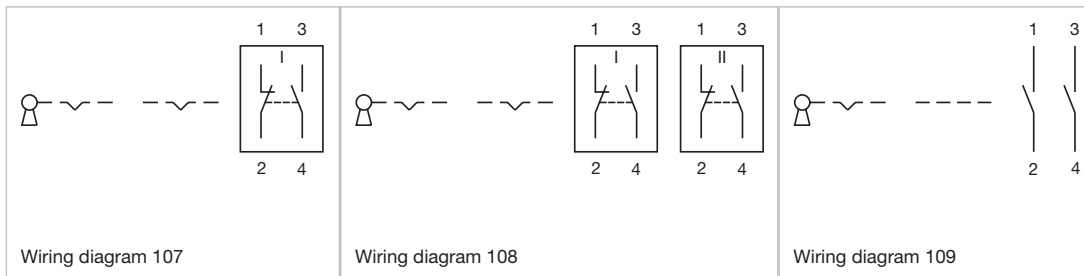 1 3
I
2 4
Wiring diagram 107
1 3 1 3
I II
2 4 2 4
Wiring diagram 108
1 3
2 4
Wiring diagram 109